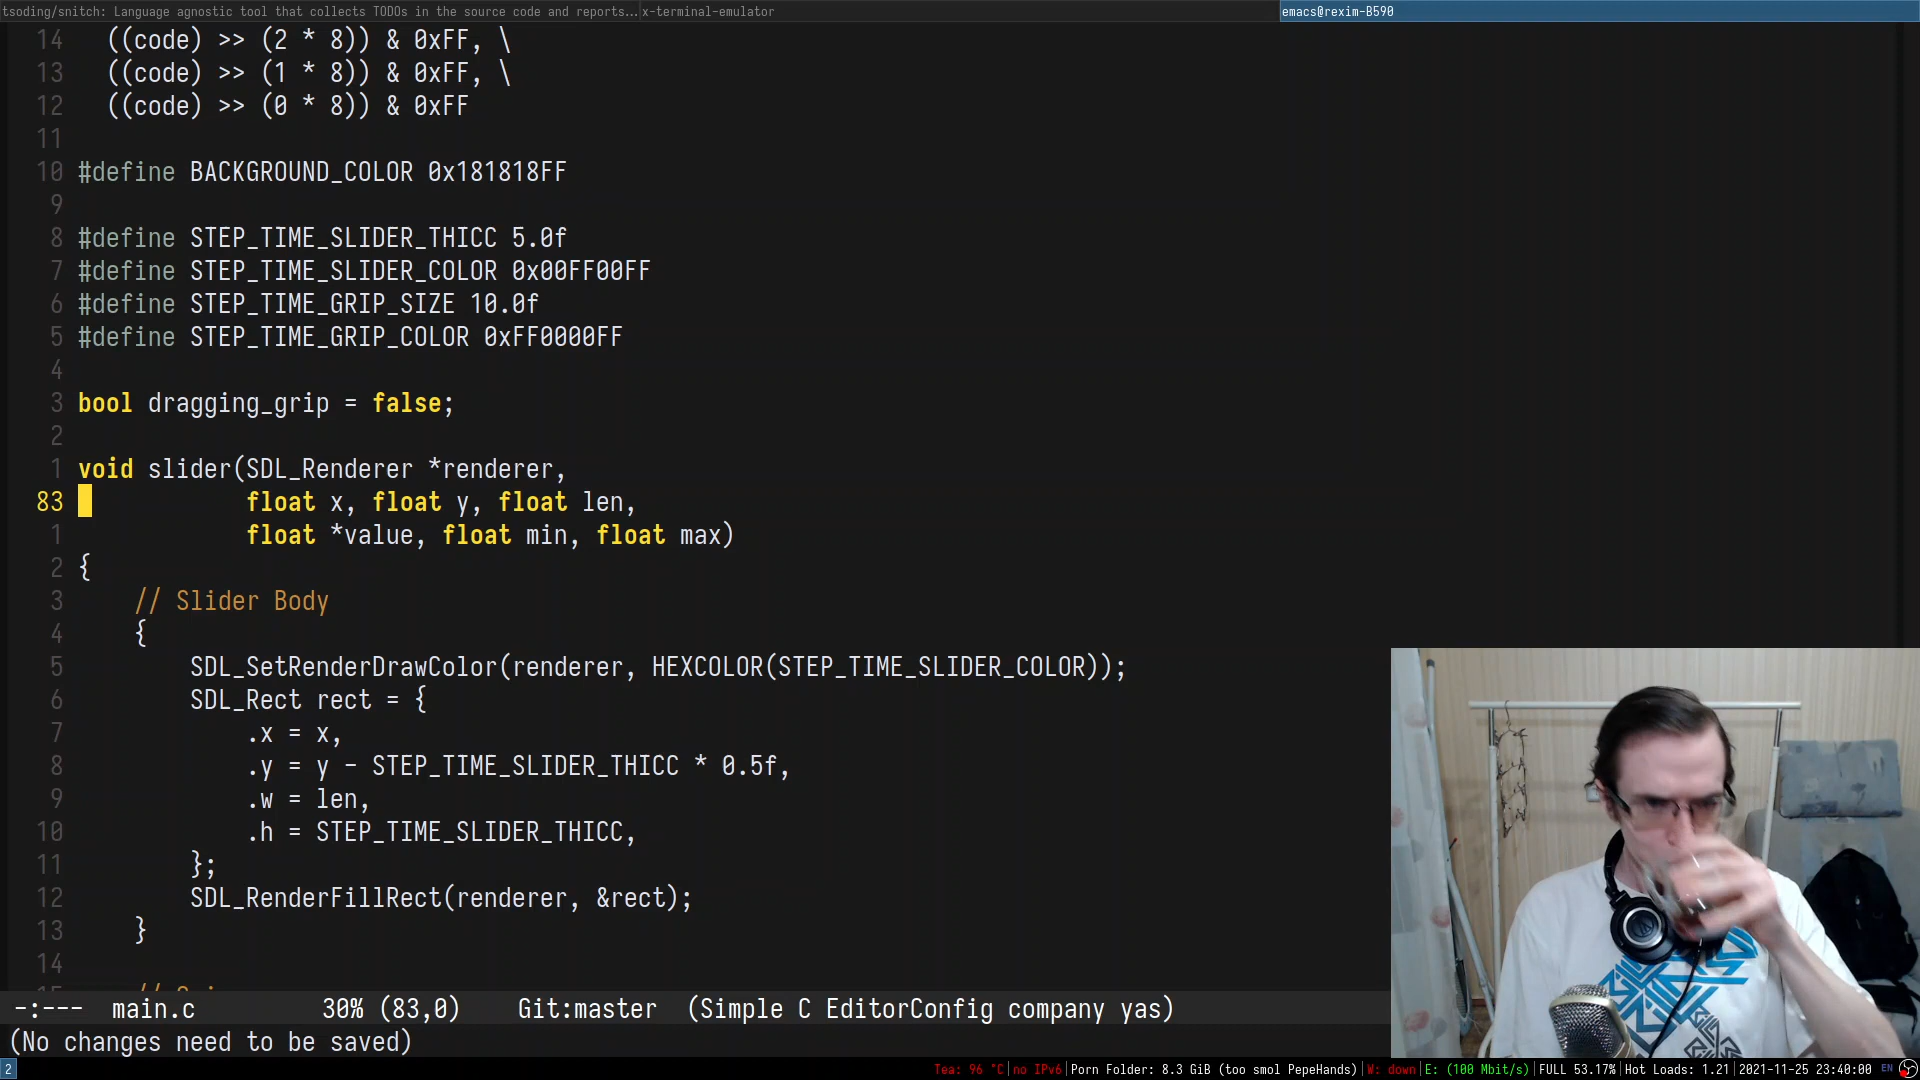 tsoding/snitch: Language agnostic tool that collects TODOs in the source code and reports... x-terminal-emulator emacs@rexim-B590
14 ((code) >> (2 * 8)) & 0xFF, \
13 ((code) >> (1 * 8)) & 0xFF, \
12 ((code) >> (0 * 8)) & 0xFF
11
10 #define BACKGROUND_COLOR 0x181818FF
9
8 #define STEP_TIME_SLIDER_THICC 5.0f
7 #define STEP_TIME_SLIDER_COLOR 0x00FF00FF
6 #define STEP_TIME_GRIP_SIZE 10.0f
5 #define STEP_TIME_GRIP_COLOR 0xFF0000FF
4
3 bool dragging_grip = false;
2
1 void slider(SDL_Renderer *renderer,
83 float x, float y, float len,
1 float *value, float min, float max)
2 {
3 // Slider Body
4 {
5 SDL_SetRenderDrawColor(renderer, HEXCOLOR(STEP_TIME_SLIDER_COLOR));
6 SDL_Rect rect = {
7 .x = x,
8 .y = y - STEP_TIME_SLIDER_THICC * 0.5f,
9 .w = len,
10 .h = STEP_TIME_SLIDER_THICC,
11 };
12 SDL_RenderFillRect(renderer, &rect);
13 }
14
-:--- main.c 30% (83,0) Git:master (Simple C EditorConfig company yas)
(No changes need to be saved)
2 Tea: 96 °C|no IPv6|Porn Folder: 8.3 GiB (too smol PepeHands)|W: down|E: (100 Mbit/s)|FULL 53.17%|Hot Loads: 1.21|2021-11-25 23:40:00 EN